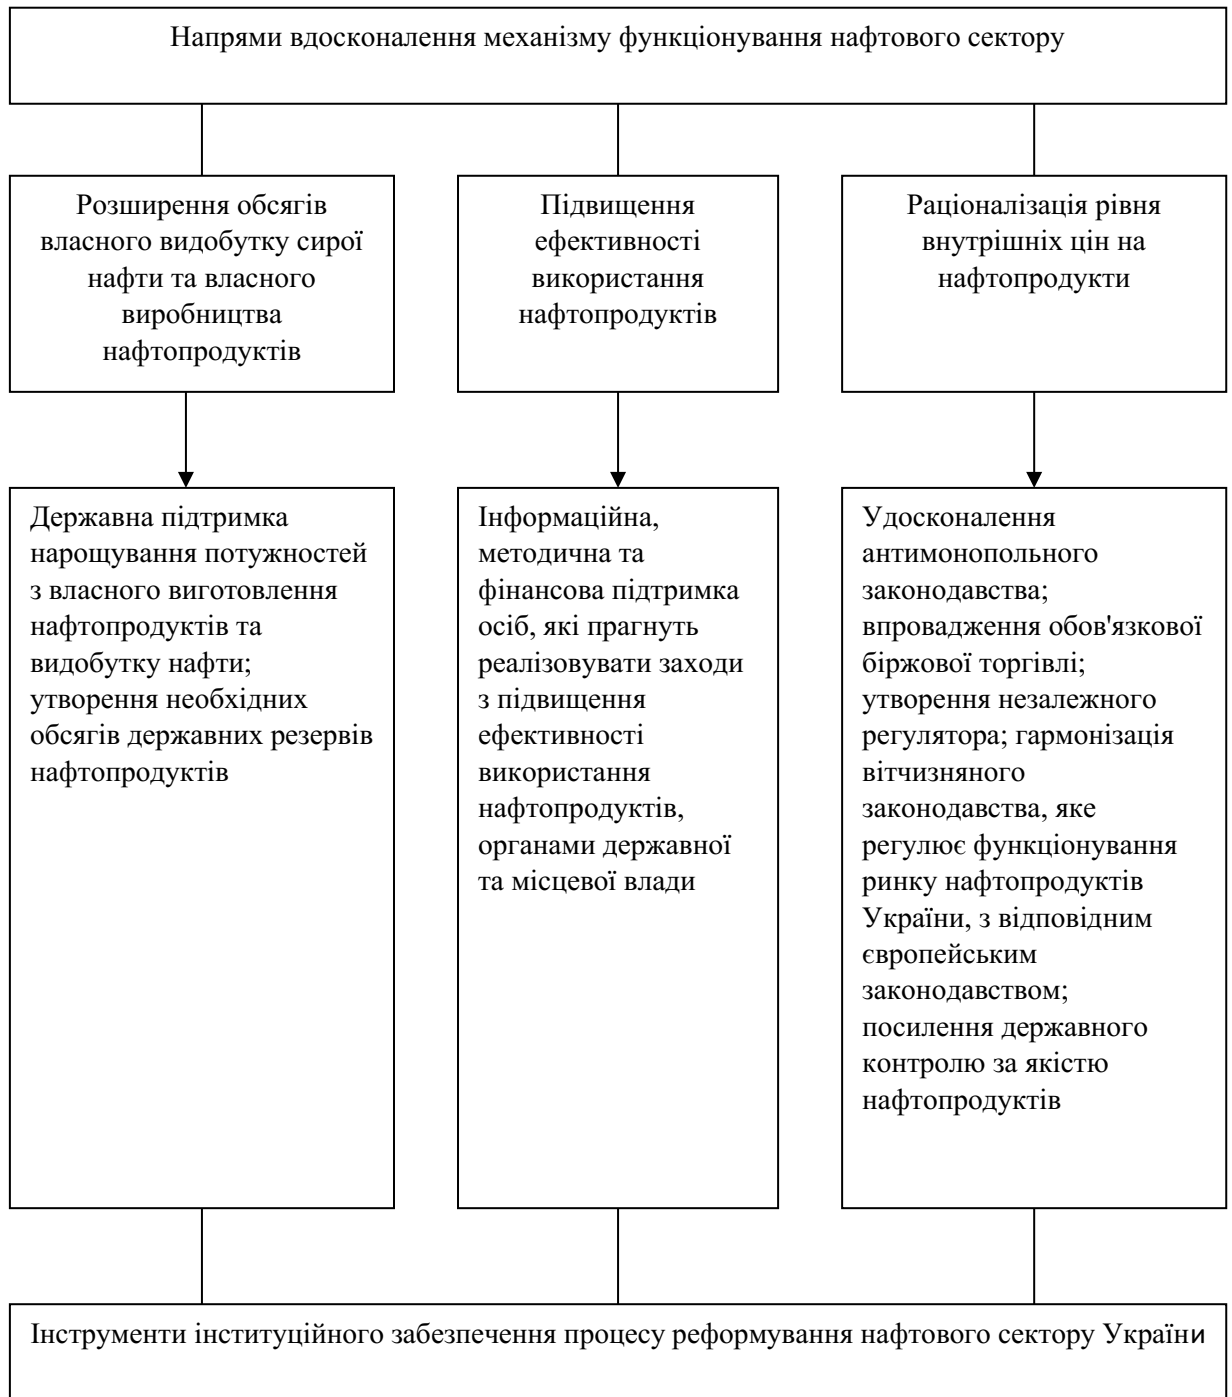 Напрями вдосконалення механізму функціонування нафтового сектору
Розширення обсягів
власного видобутку сирої
нафти та власного
виробництва
нафтопродуктів
Підвищення
ефективності
використання
нафтопродуктів
Раціоналізація рівня
внутрішніх цін на
нафтопродукти
Державна підтримка
нарощування потужностей
з власного виготовлення
нафтопродуктів та
видобутку нафти;
утворення необхідних
обсягів державних резервів
нафтопродуктів
Інформаційна,
методична та
фінансова підтримка
осіб, які прагнуть
реалізовувати заходи
з підвищення
ефективності
використання
нафтопродуктів,
органами державної
та місцевої влади
Удосконалення
антимонопольного
законодавства;
впровадження обов'язкової
біржової торгівлі;
утворення незалежного
регулятора; гармонізація
вітчизняного
законодавства, яке
регулює функціонування
ринку нафтопродуктів
України, з відповідним
європейським
законодавством;
посилення державного
контролю за якістю
нафтопродуктів
Інструменти інституційного забезпечення процесу реформування нафтового сектору України